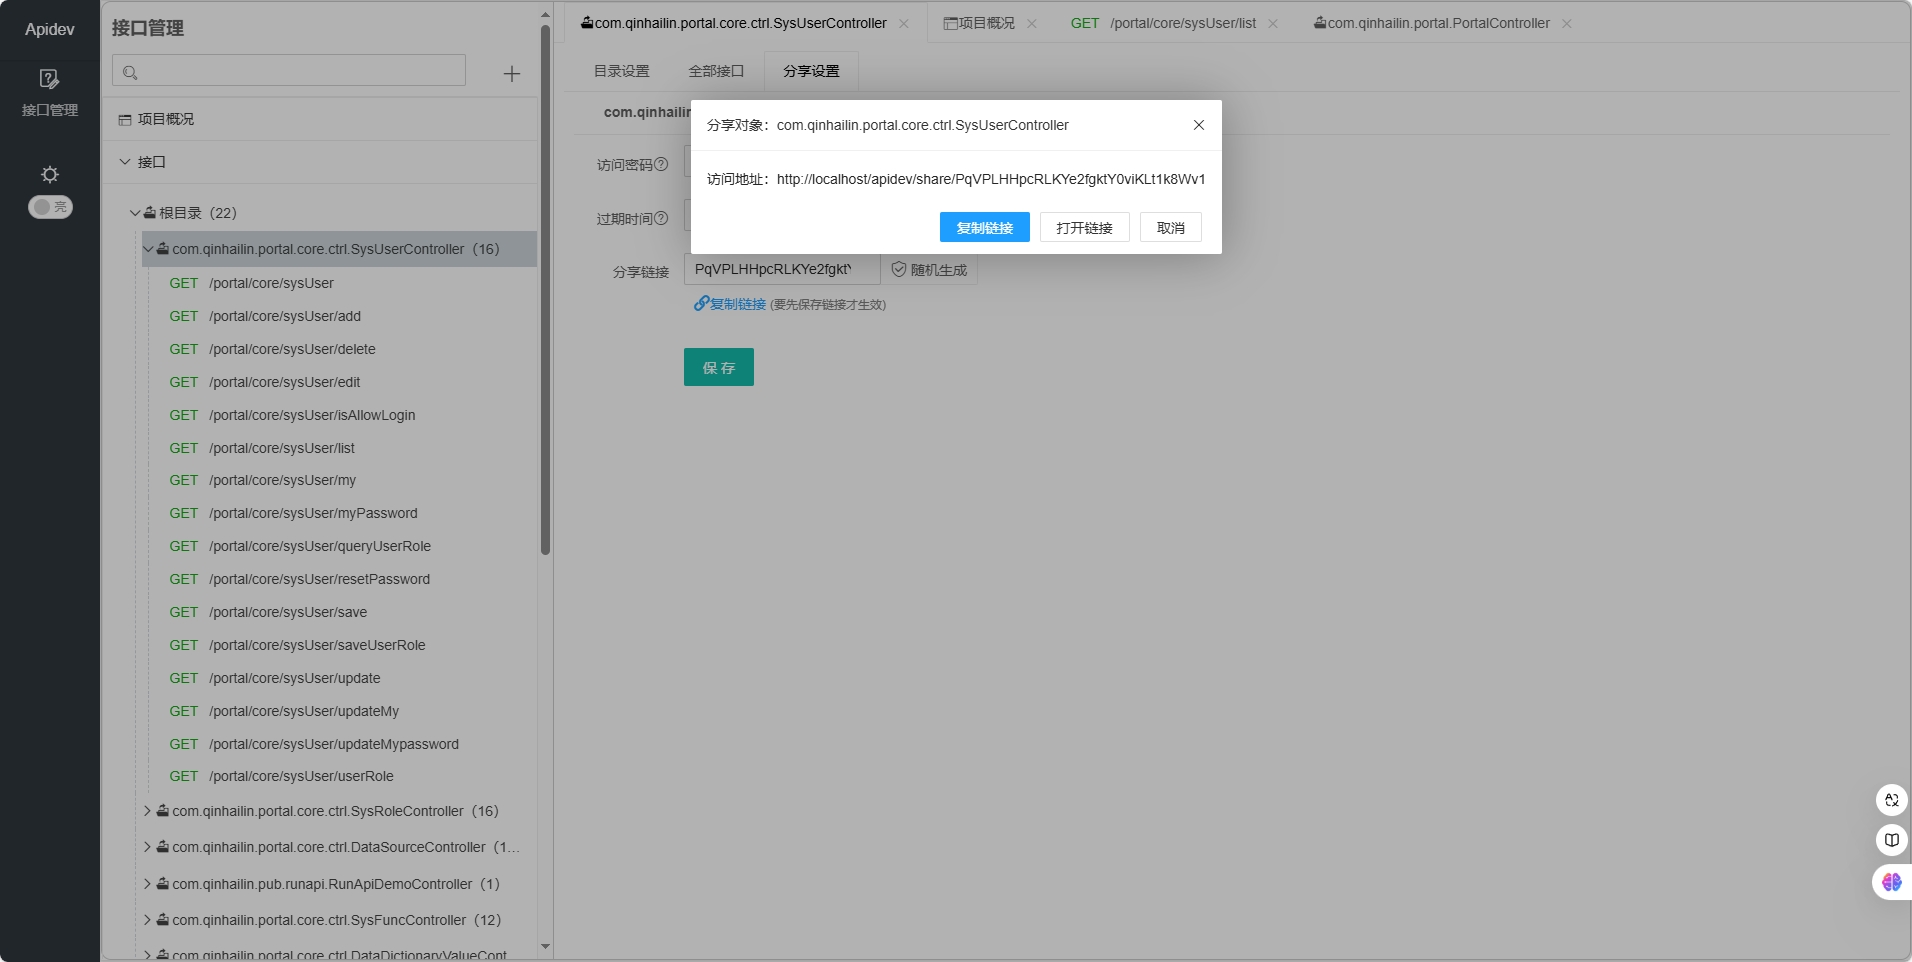 Apidev
接口管理
亮
接口管理
项目概况
接口
根目录（22）
com.qinhailin.portal.core.ctrl.SysUserController（16）
GET /portal/core/sysUser
GET /portal/core/sysUser/add
GET /portal/core/sysUser/delete
GET /portal/core/sysUser/edit
GET /portal/core/sysUser/isAllowLogin
GET /portal/core/sysUser/list
GET /portal/core/sysUser/my
GET /portal/core/sysUser/myPassword
GET /portal/core/sysUser/queryUserRole
GET /portal/core/sysUser/resetPassword
GET /portal/core/sysUser/save
GET /portal/core/sysUser/saveUserRole
GET /portal/core/sysUser/update
GET /portal/core/sysUser/updateMy
GET /portal/core/sysUser/updateMypassword
GET /portal/core/sysUser/userRole
com.qinhailin.portal.core.ctrl.SysRoleController（16）
com.qinhailin.portal.core.ctrl.DataSourceController（1...
com.qinhailin.pub.runapi.RunApiDemoController（1）
com.qinhailin.portal.core.ctrl.SysFuncController（12）
com.qinhailin.portal.core.ctrl.DataDictionaryValueCont
com.qinhailin.portal.core.ctrl.SysUserController
项目概况
GET /portal/core/sysUser/list
com.qinhailin.portal.PortalController
目录设置 全部接口 分享设置
com.qinhailin
分享对象：com.qinhailin.portal.core.ctrl.SysUserController
访问密码
访问地址：http://localhost/apidev/share/PqVPLHHpcRLKYe2fgktY0viKLt1k8Wv1
过期时间
复制链接 打开链接 取消
分享链接 PqVPLHHpcRLKYe2fgktY 随机生成
复制链接 (要先保存链接才生效)
保 存